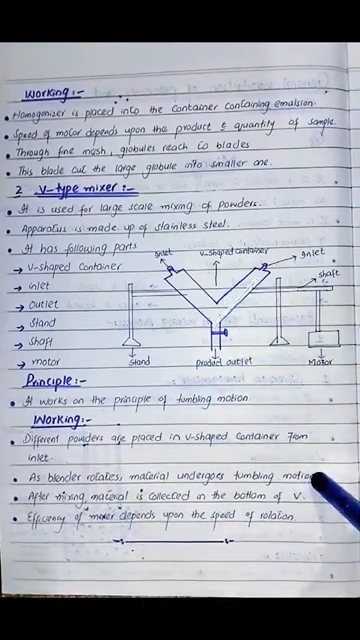 Working:-
• Homogenizer is placed into the container containing emulsion.
• Speed of motor depends upon the product & quantity of sample.
• Through fine mesh, globules reach to blades
• This blade cut the large globule into smaller one.
2 V-type mixer:-
• It is used for large scale mixing of powders.
• Apparatus is made up of stainless steel.
• It has following parts
→ V-shaped container
→ inlet
→ Outlet
→ Stand
→ Shaft
→ motor
Inlet
V-shaped container
Inlet
shaft
Stand
product outlet
Motor
Principle:-
• It works on the principle of tumbling motion.
Working:-
• Different powders are placed in V-shaped container from
inlet.
• As blender rotates, material undergoes tumbling motion
• After mixing material is collected in the bottom of V.
• Efficiency of mixer depends upon the speed of rotation